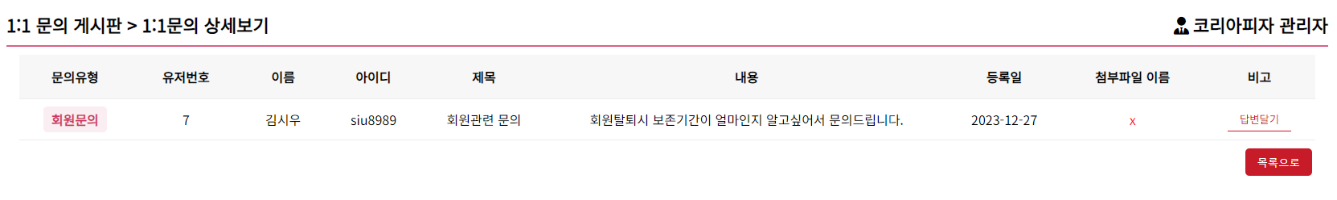 1:1 문의 게시판 > 1:1문의 상세보기 코리아피자 관리자
문의유형 유저번호 이름 아이디 제목 내용 등록일 첨부파일 이름 비고
회원문의 7 김시우 siu8989 회원관련 문의 회원탈퇴시 보존기간이 얼마인지 알고싶어서 문의드립니다. 2023-12-27 x 답변달기
목록으로